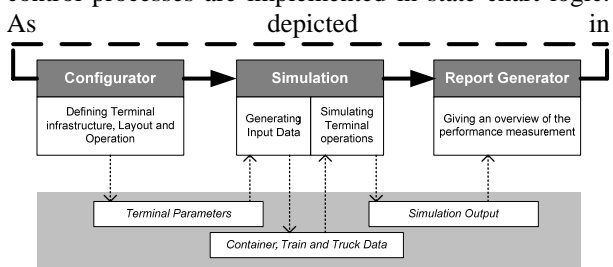 control processes are implemented in state chart logic.
As depicted in
Configurator
Simulation
Report Generator
Defining Terminal
infrastructure, Layout and
Operation
Generating
Input Data
Simulating
Terminal
operations
Giving an overview of the
performance measurement
Terminal Parameters
Simulation Output
Container, Train and Truck Data